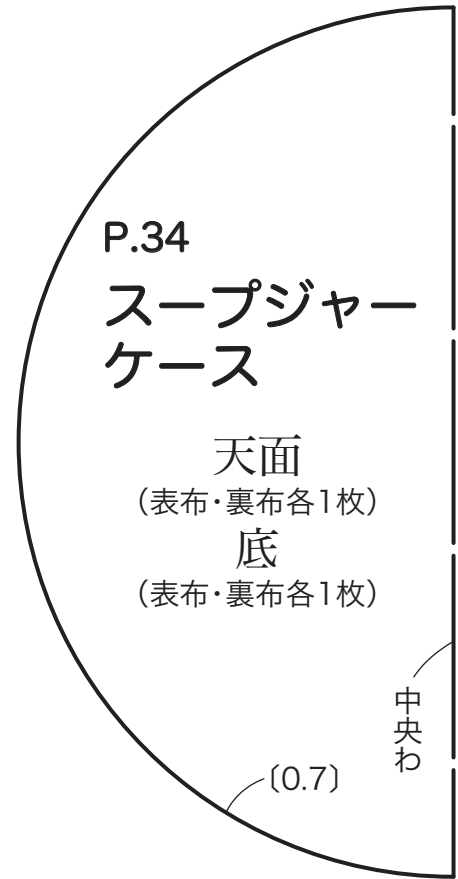 P.34
スープジャー
ケース
天面
（表布・裏布各1枚）
底
（表布・裏布各1枚）
中央わ
〔0.7〕